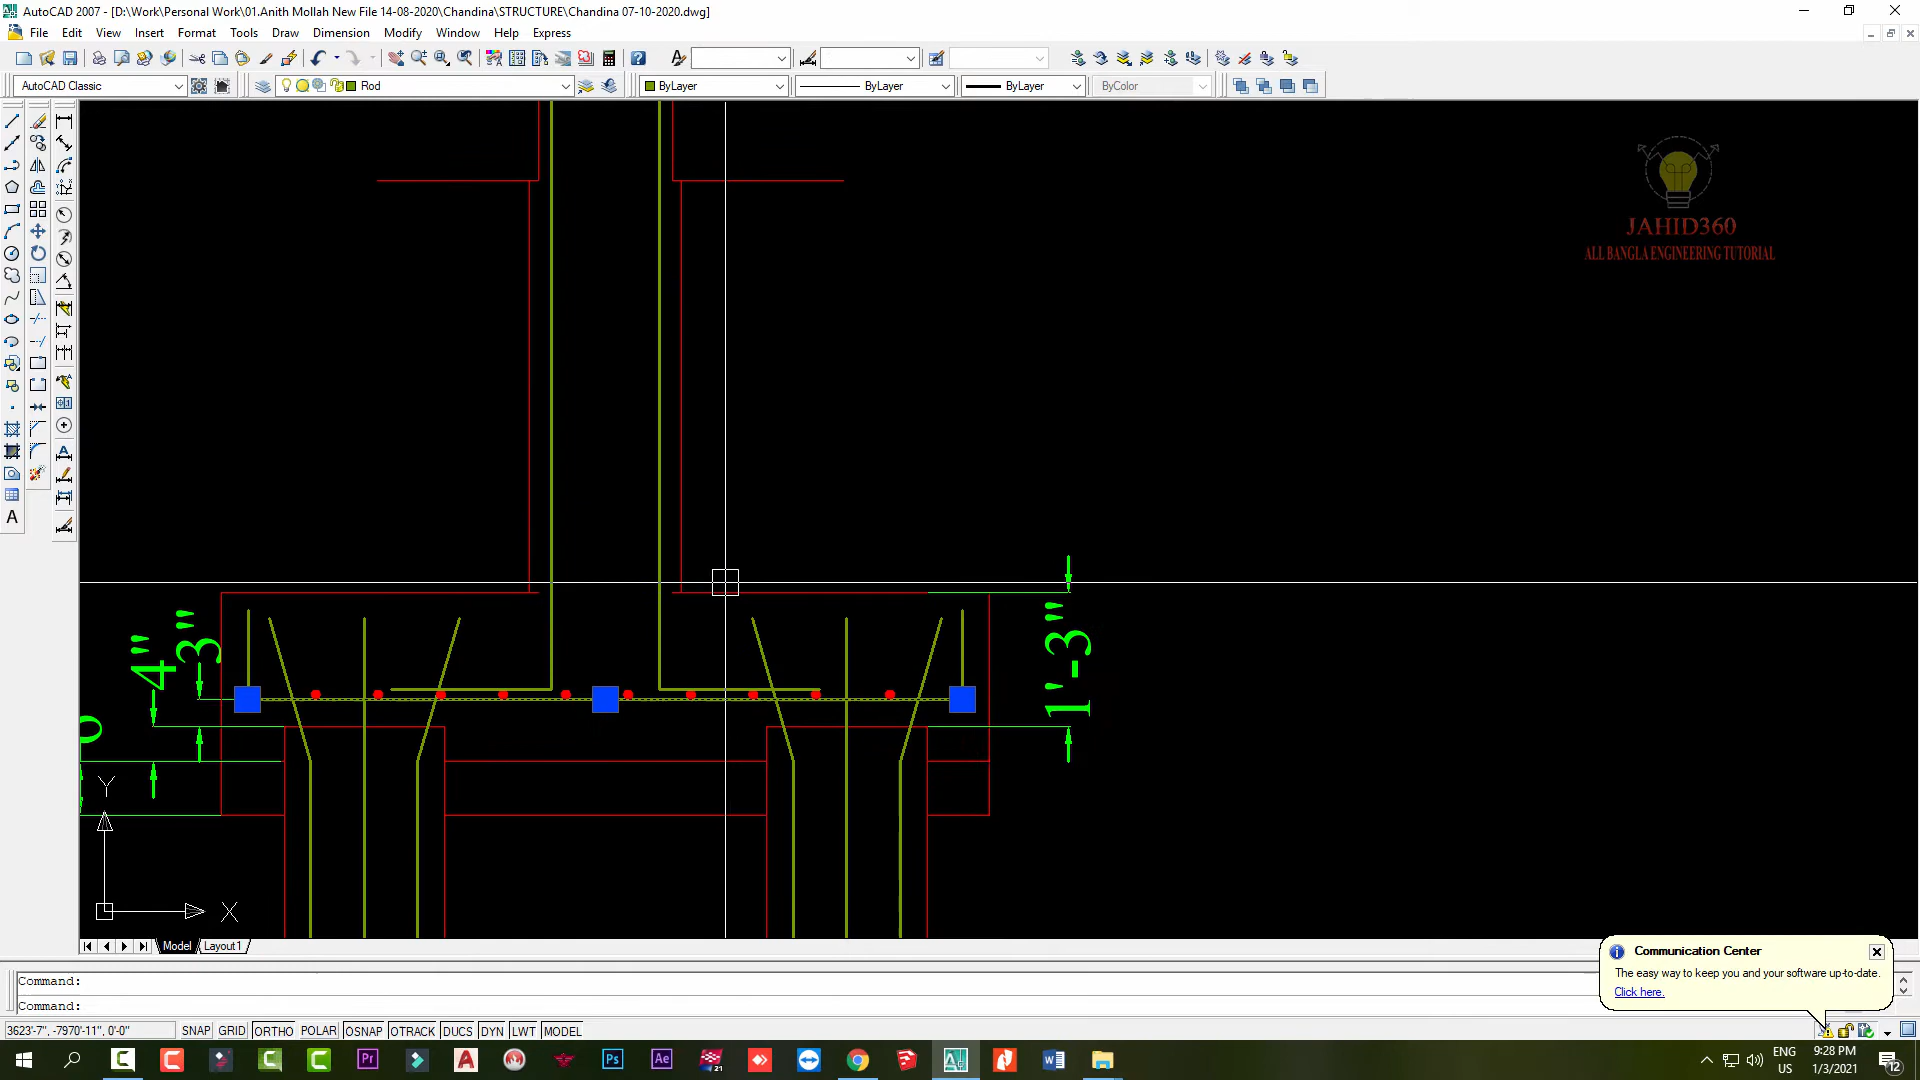 AutoCAD 2007 - [D:\Work\Personal Work\01.Anith Mollah New File 14-08-2020\Chandina\STRUCTURE\Chandina 07-10-2020.dwg]
File Edit View Insert Format Tools Draw Dimension Modify Window Help Express
AutoCAD Classic Rod ByLayer ByLayer ByLayer ByColor
JAHID360
ALL BANGLA ENGINEERING TUTORIAL
4"
3"
1'-3"
Y
X
Model Layout1
Command:
Command:
Communication Center
The easy way to keep you and your software up-to-date.
Click here.
3623'-7", -7970'-11", 0'-0" SNAP GRID ORTHO POLAR OSNAP OTRACK DUCS DYN LWT MODEL
ENG
US
9:28 PM
1/3/2021
12